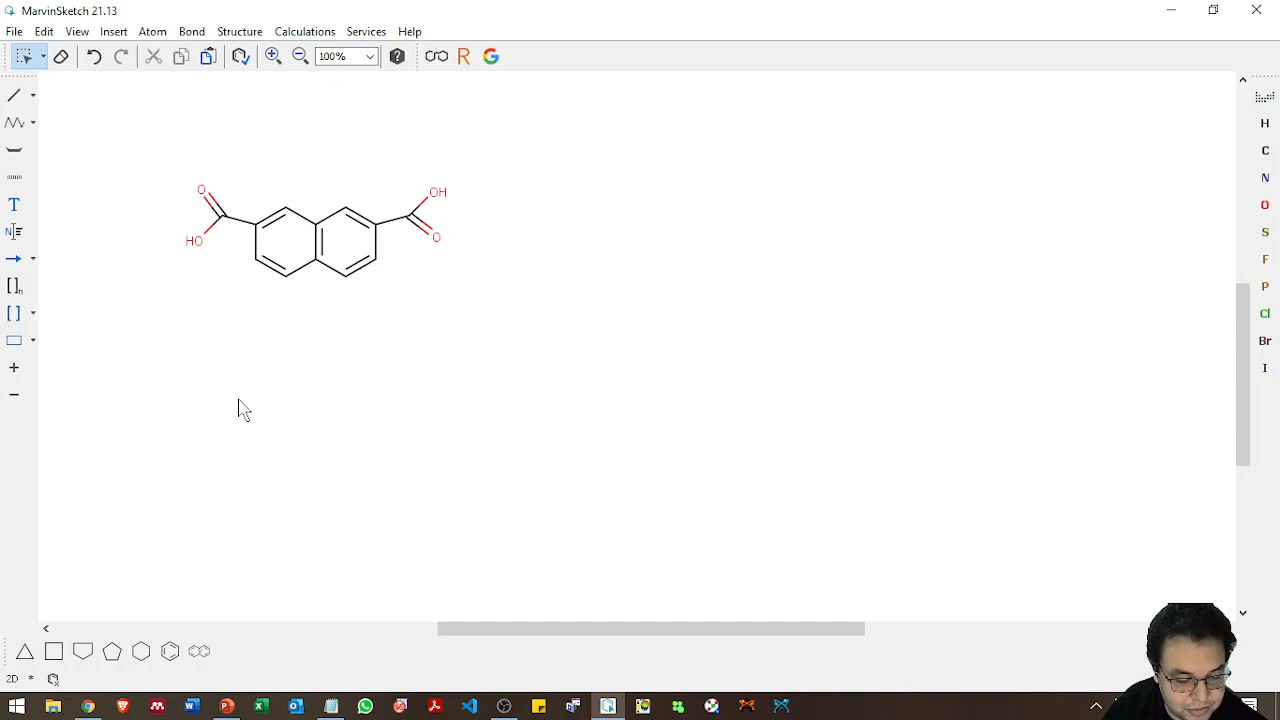 MarvinSketch 21.13
File Edit View Insert Atom Bond Structure Calculations Services Help
100% ? R G
H
C
T N
N O
S
F
[ ]n P
[ ] Cl
Br
+ I
O OH
HO O
2D *